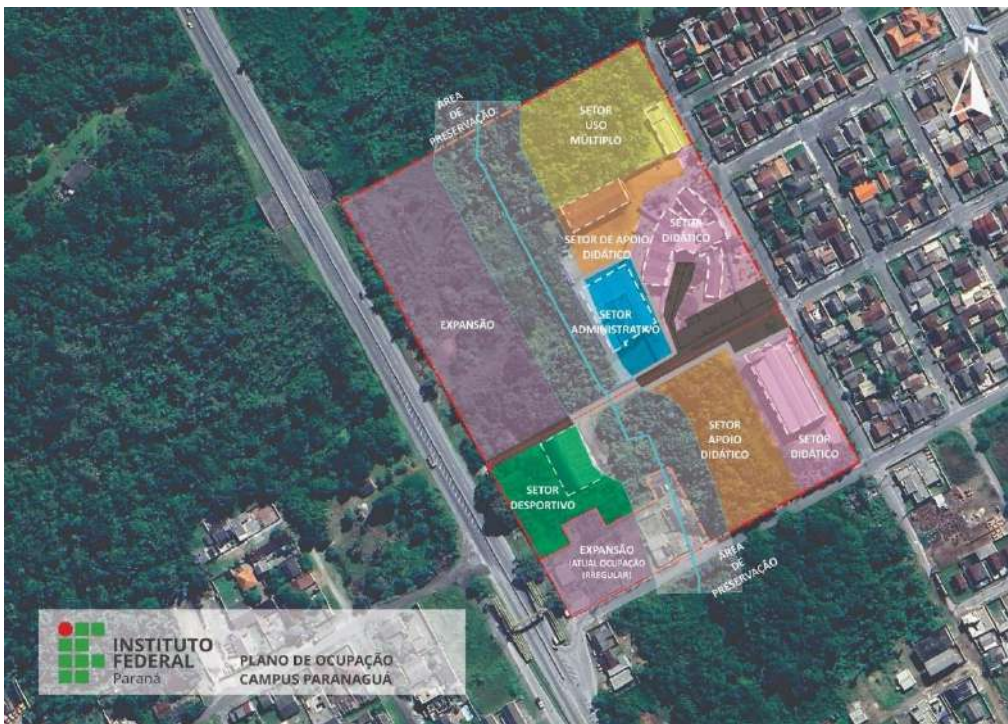 N
ÁREA
DE
PRESERVAÇÃO
SETOR
USO
MÚLTIPLO
SETOR DE APOIO/
DIDÁTICO
SETOR
DIDÁTICO
EXPANSÃO
SETOR
ADMINISTRATIVO
SETOR
APOIO
DIDÁTICO
SETOR
DIDÁTICO
SETOR
DESPORTIVO
EXPANSÃO
(ATUAL OCUPAÇÃO
IRREGULAR)
ÁREA
DE
PRESERVAÇÃO
INSTITUTO
FEDERAL
Paraná
PLANO DE OCUPAÇÃO
CAMPUS PARANAGUÁ